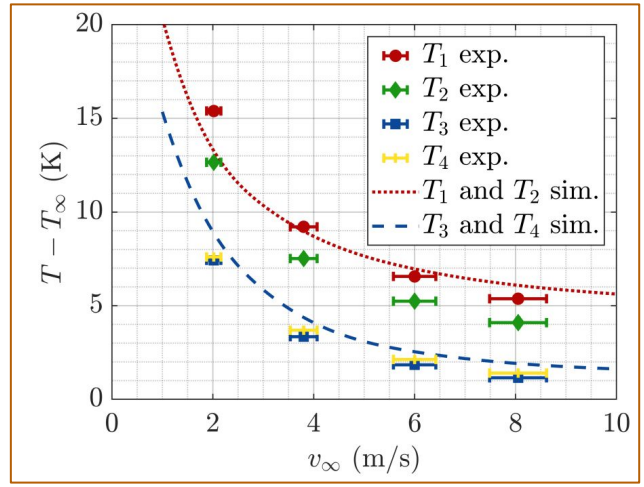 20
15
10
5
0
T − T∞ (K)
T₁ exp.
T₂ exp.
T₃ exp.
T₄ exp.
T₁ and T₂ sim.
T₃ and T₄ sim.
0 2 4 6 8 10
v∞ (m/s)